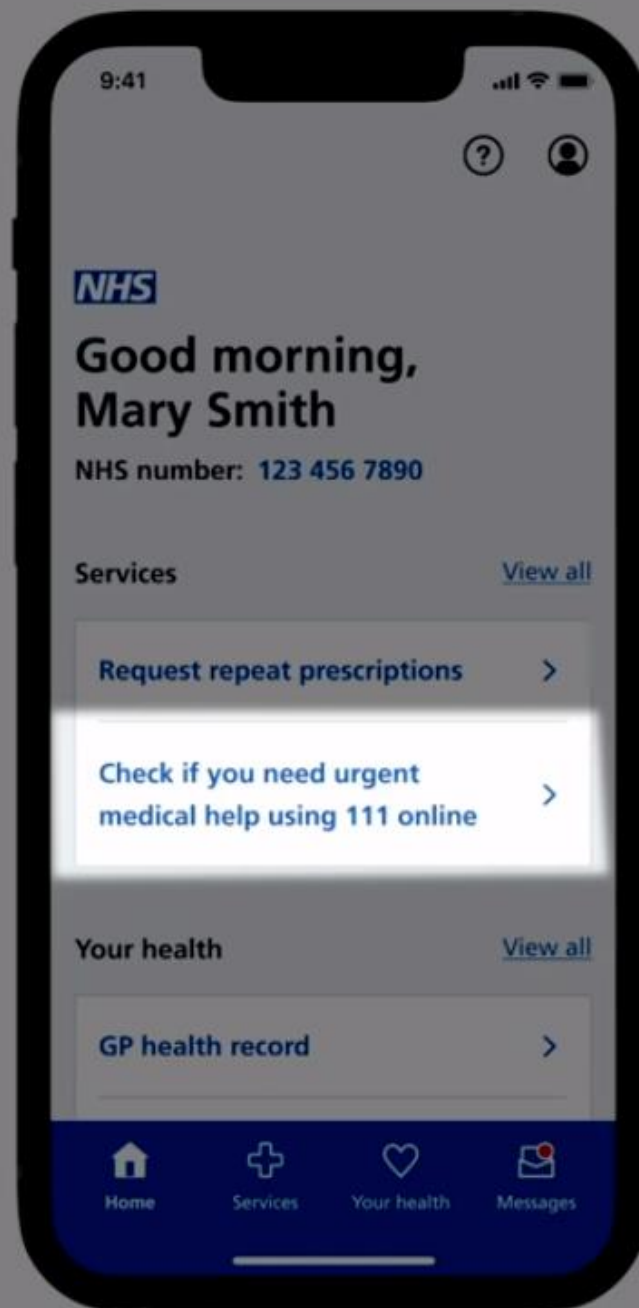 9:41
NHS
Good morning,
Mary Smith
NHS number: 123 456 7890
Services View all
Request repeat prescriptions
Check if you need urgent
medical help using 111 online
Your health View all
GP health record
Home Services Your health Messages